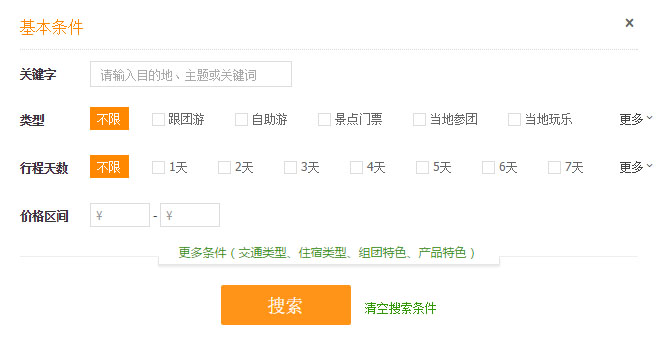 基本条件 ×
关键字 请输入目的地、主题或关键词
类型 不限 跟团游 自助游 景点门票 当地参团 当地玩乐 更多
行程天数 不限 1天 2天 3天 4天 5天 6天 7天 更多
价格区间 ¥ - ¥
更多条件（交通类型、住宿类型、组团特色、产品特色）
搜索 清空搜索条件